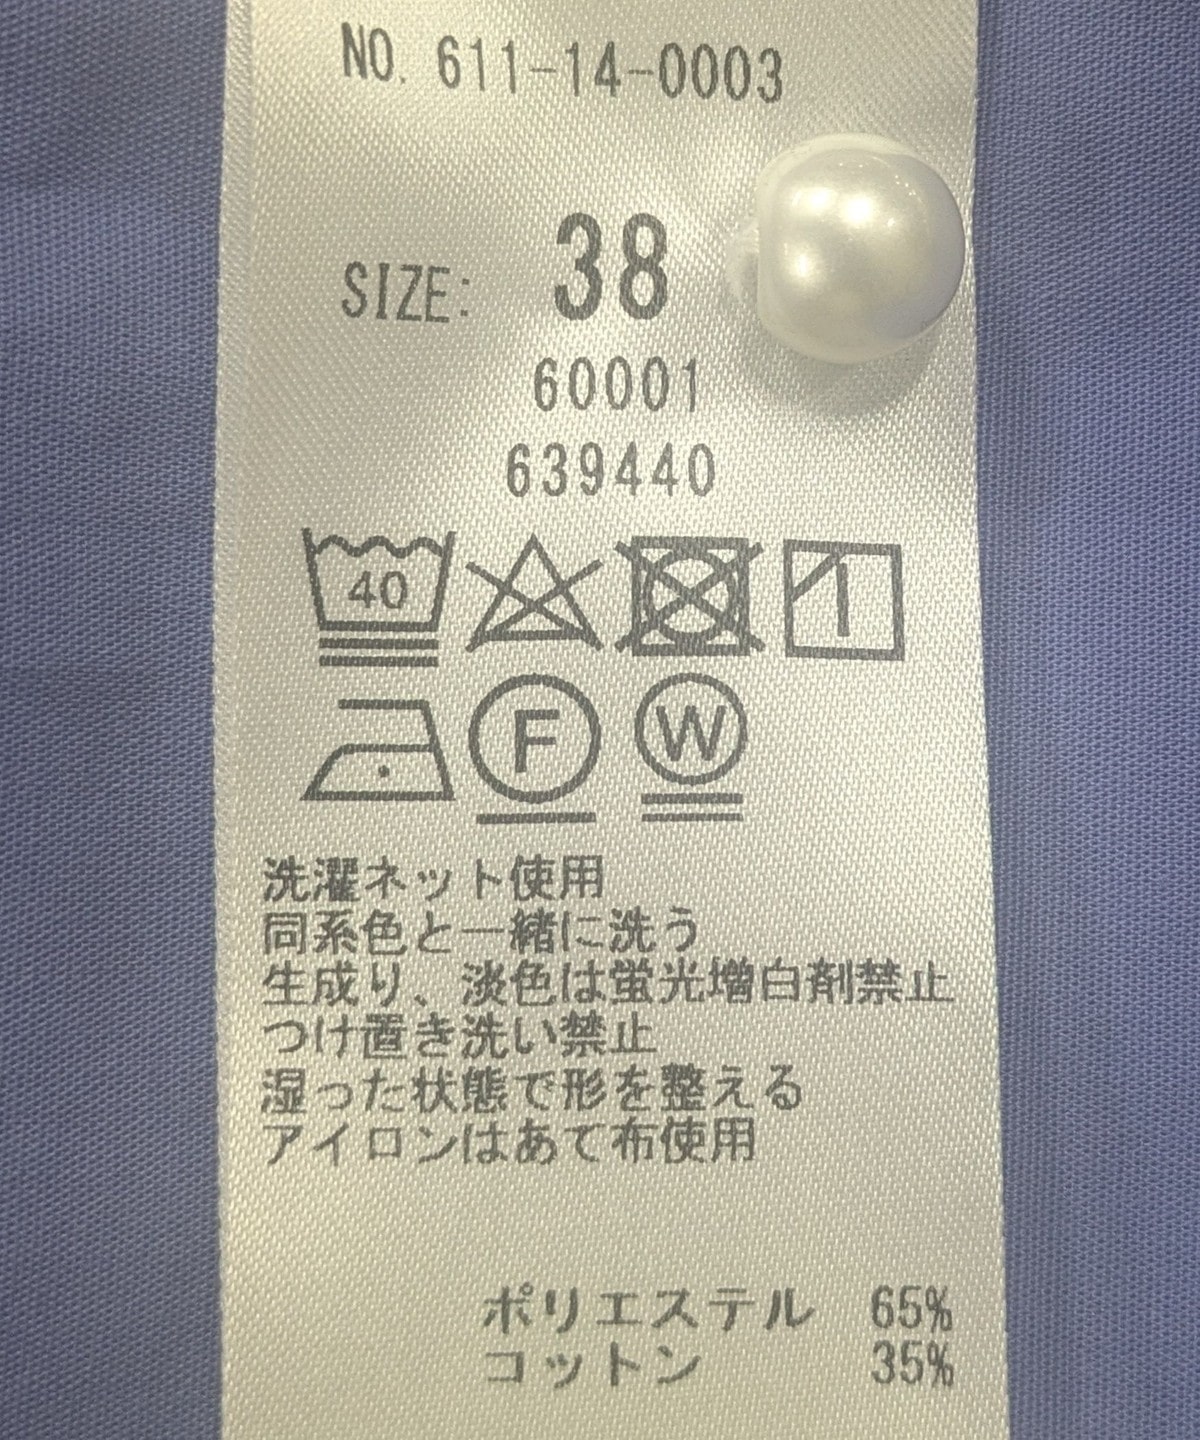 NO. 611-14-0003
SIZE: 38
60001
639440
40
F W
洗濯ネット使用
同系色と一緒に洗う
生成り、淡色は蛍光増白剤禁止
つけ置き洗い禁止
湿った状態で形を整える
アイロンはあて布使用
ポリエステル 65%
コットン 35%